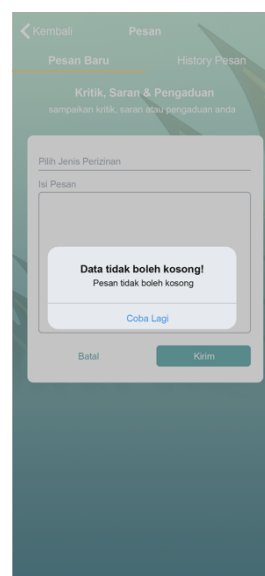 Kembali Pesan
Pesan Baru History Pesan
Kritik, Saran & Pengaduan
sampaikan kritik, saran atau pengaduan anda
Pilih Jenis Perizinan
Isi Pesan
Data tidak boleh kosong!
Pesan tidak boleh kosong
Coba Lagi
Batal Kirim